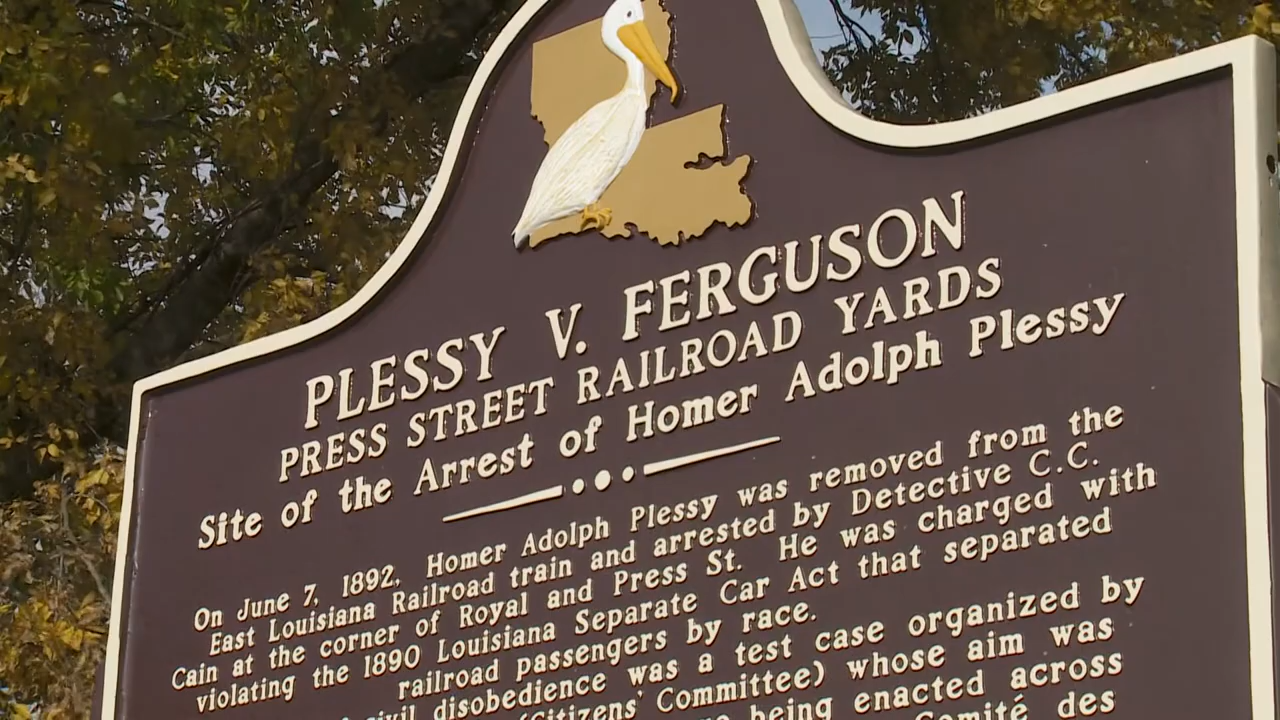 PLESSY V. FERGUSON
PRESS STREET RAILROAD YARDS
Site of the Arrest of Homer Adolph Plessy
On June 7, 1892, Homer Adolph Plessy was removed from the
East Louisiana Railroad train and arrested by Detective C.C.
Cain at the corner of Royal and Press St. He was charged with
violating the 1890 Louisiana Separate Car Act that separated
railroad passengers by race.
civil disobedience was a test case organized by
(Citizens' Committee) whose aim was
being enacted across
Comité des